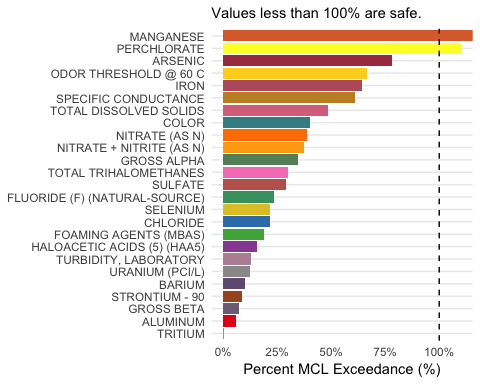 Values less than 100% are safe.
MANGANESE
PERCHLORATE
ARSENIC
ODOR THRESHOLD @ 60 C
IRON
SPECIFIC CONDUCTANCE
TOTAL DISSOLVED SOLIDS
COLOR
NITRATE (AS N)
NITRATE + NITRITE (AS N)
GROSS ALPHA
TOTAL TRIHALOMETHANES
SULFATE
FLUORIDE (F) (NATURAL-SOURCE)
SELENIUM
CHLORIDE
FOAMING AGENTS (MBAS)
HALOACETIC ACIDS (5) (HAA5)
TURBIDITY, LABORATORY
URANIUM (PCI/L)
BARIUM
STRONTIUM - 90
GROSS BETA
ALUMINUM
TRITIUM
0% 25% 50% 75% 100%
Percent MCL Exceedance (%)